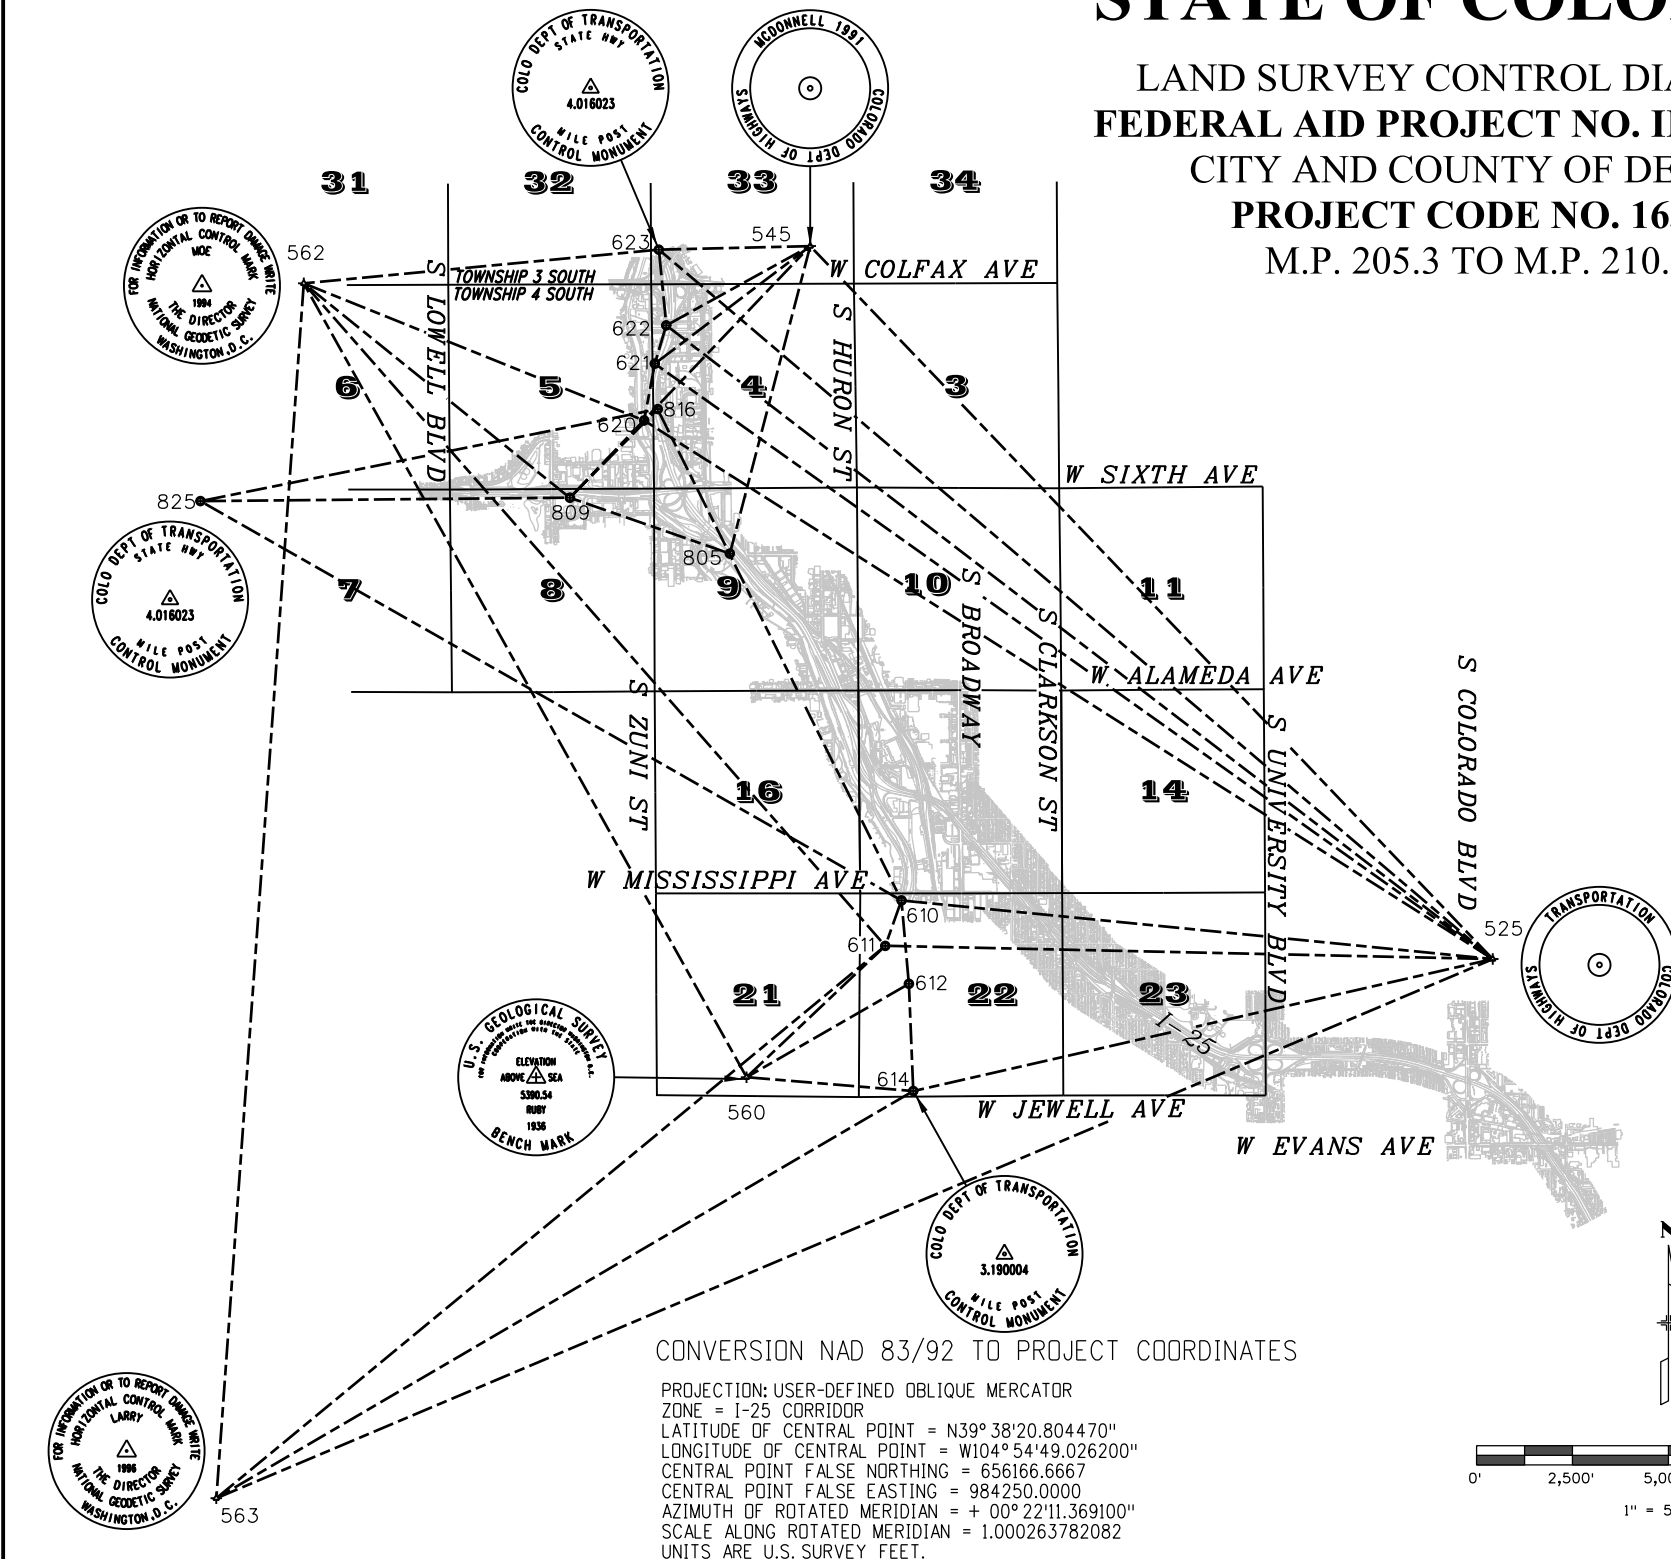 STATE OF
LAND SURVEY CONTROL
FEDERAL AID PROJECT NO.
CITY AND COUNTY OF
PROJECT CODE NO. 16
M.P. 205.3 TO M.P. 210.
COLO DEPT OF TRANSPORTATION
STATE HWY
4.016023
MILE POST
CONTROL MONUMENT
MCDONNELL 1991
COLORADO DEPT OF HIGHWAYS
31
32
33
34
FOR INFORMATION OR TO REPORT DAMAGE WRITE
HORIZONTAL CONTROL MARK
MOE
1994
THE DIRECTOR
NATIONAL GEODETIC SURVEY
WASHINGTON, D.C.
562
623
545
S LOWELL BLVD
TOWNSHIP 3 SOUTH
TOWNSHIP 4 SOUTH
W COLFAX AVE
622
S HURON ST
621
6
5
4
3
816
620
W SIXTH AVE
825
809
COLO DEPT OF TRANSPORTATION
STATE HWY
4.016023
MILE POST
CONTROL MONUMENT
805
7
8
9
10
11
S BROADWAY
S CLARKSON ST
W. ALAMEDA AVE
S ZUNI ST
S UNIVERSITY BLVD
S COLORADO BLVD
16
14
W MISSISSIPPI AVE
610
611
525
TRANSPORTATION
COLORADO DEPT OF HIGHWAYS
612
21
22
23
I-25
U.S. GEOLOGICAL SURVEY
ELEVATION
ABOVE SEA
5390.54
RUBY
1936
BENCH MARK
614
560
W JEWELL AVE
W EVANS AVE
COLO DEPT OF TRANSPORTATION
3.190004
MILE POST
CONTROL MONUMENT
N
CONVERSION NAD 83/92 TO PROJECT COORDINATES
PROJECTION: USER-DEFINED OBLIQUE MERCATOR
ZONE = I-25 CORRIDOR
LATITUDE OF CENTRAL POINT = N39°38'20.804470"
LONGITUDE OF CENTRAL POINT = W104°54'49.026200"
CENTRAL POINT FALSE NORTHING = 656166.6667
CENTRAL POINT FALSE EASTING = 984250.0000
AZIMUTH OF ROTATED MERIDIAN = + 00°22'11.369100"
SCALE ALONG ROTATED MERIDIAN = 1.000263782082
UNITS ARE U.S. SURVEY FEET.
FOR INFORMATION OR TO REPORT DAMAGE WRITE
HORIZONTAL CONTROL MARK
LARRY
1996
THE DIRECTOR
NATIONAL GEODETIC SURVEY
WASHINGTON, D.C.
563
0' 2,500'
1" =